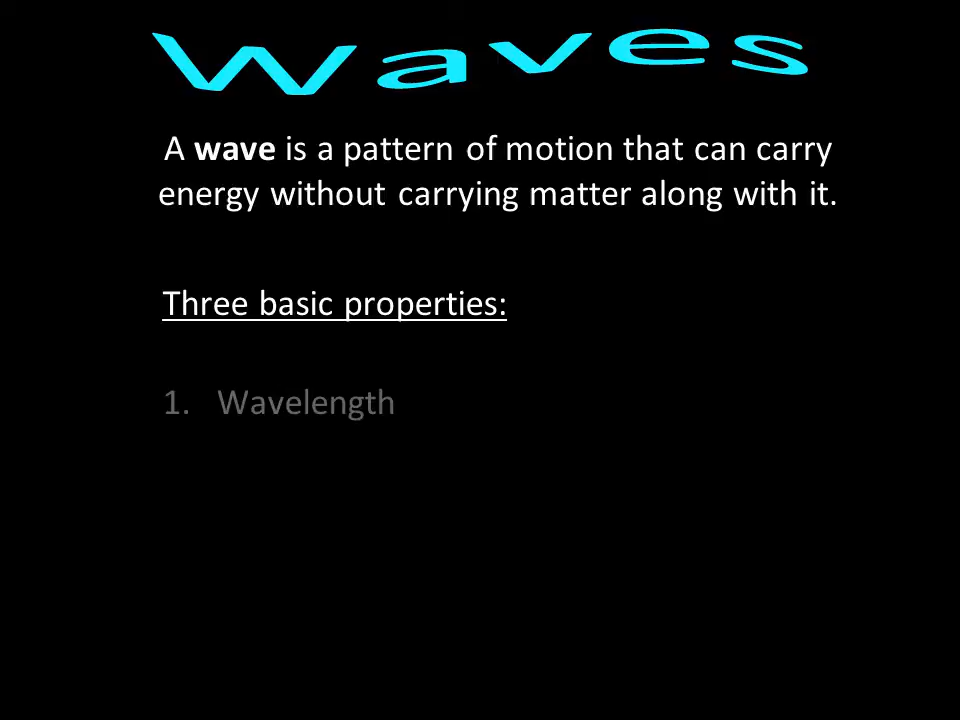 Waves
A wave is a pattern of motion that can carry
energy without carrying matter along with it.
Three basic properties:
1. Wavelength